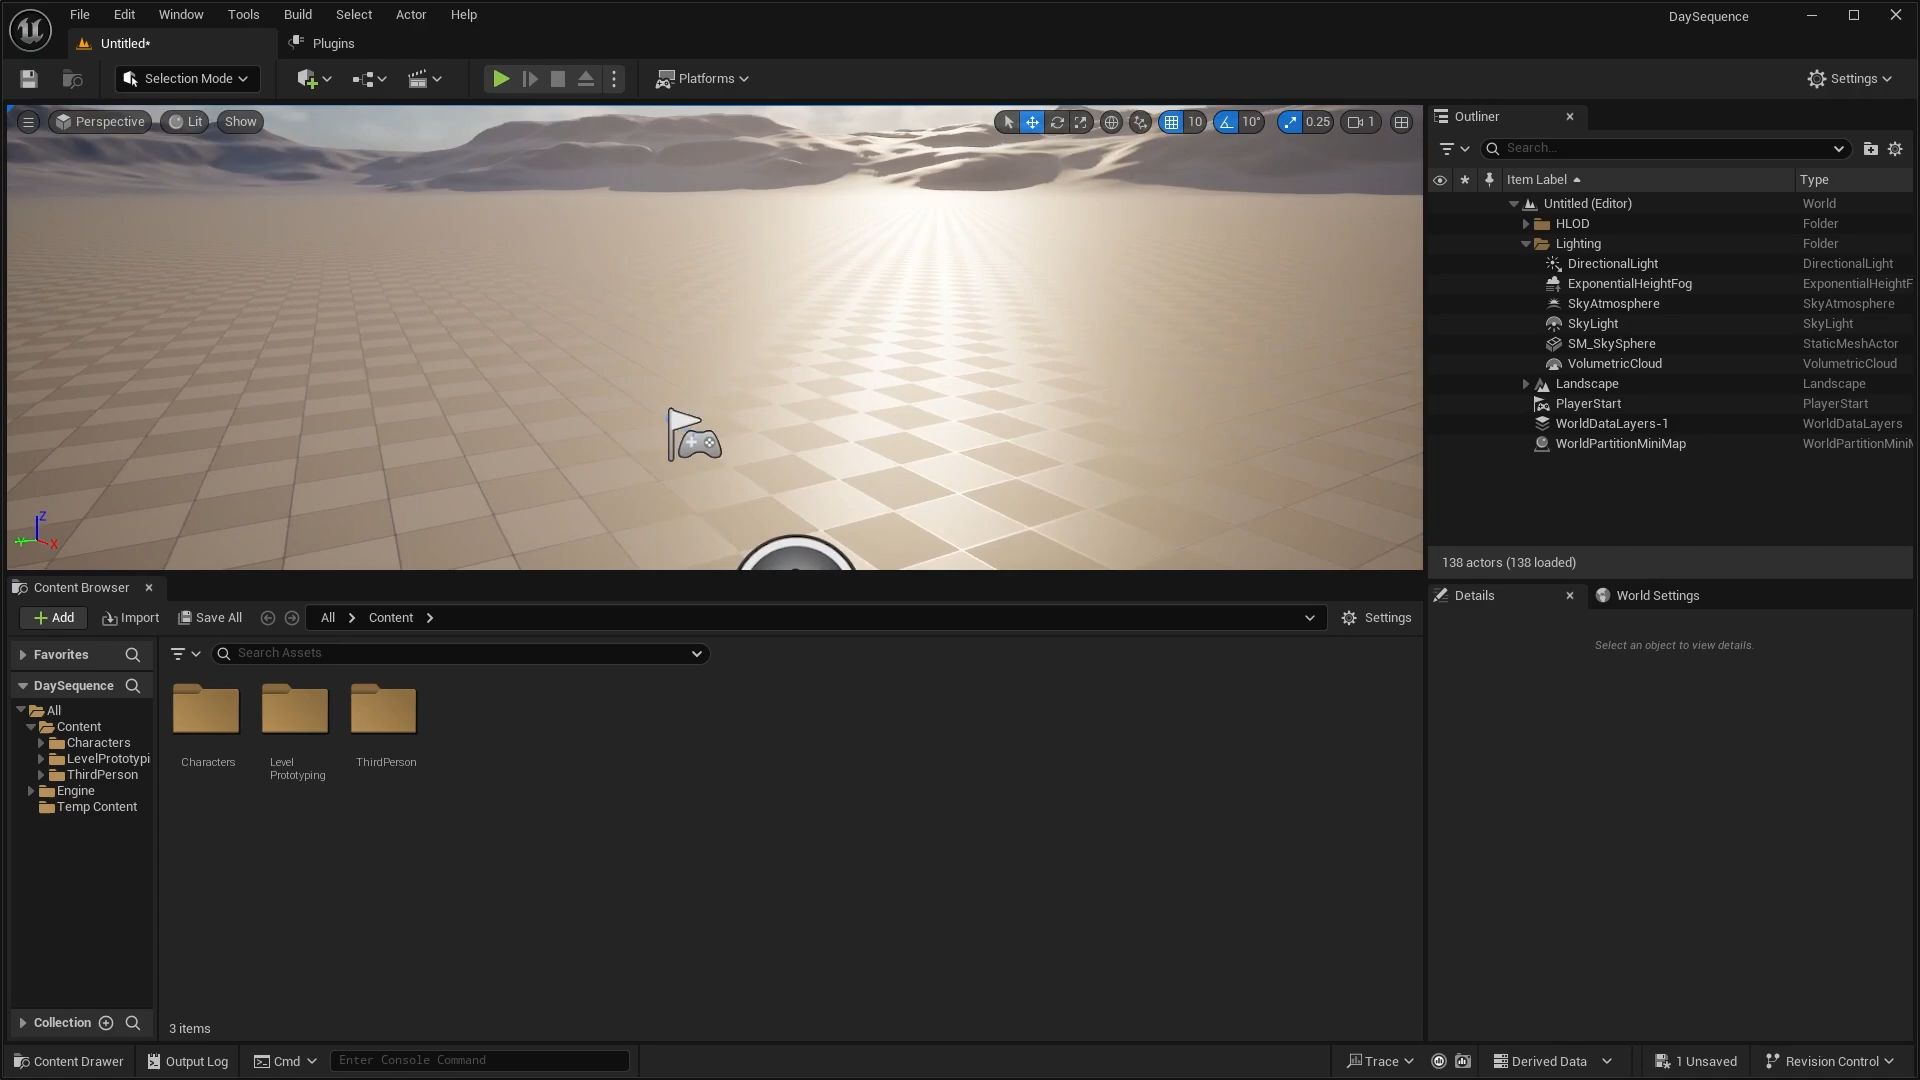 File Edit Window Tools Build Select Actor Help
DaySequence
Untitled*
Plugins
Selection Mode
Platforms
Settings
Perspective
Lit
Show
10
10°
0.25
1
Z
Y
X
Outliner
Search...
Item Label
Type
Untitled (Editor) World
HLOD Folder
Lighting Folder
DirectionalLight DirectionalLight
ExponentialHeightFog ExponentialHeightF
SkyAtmosphere SkyAtmosphere
SkyLight SkyLight
SM_SkySphere StaticMeshActor
VolumetricCloud VolumetricCloud
Landscape Landscape
PlayerStart PlayerStart
WorldDataLayers-1 WorldDataLayers
WorldPartitionMiniMap WorldPartitionMini
138 actors (138 loaded)
Content Browser
Add
Import
Save All
All
Content
Settings
Favorites
Search Assets
DaySequence
All
Content
Characters
LevelPrototypi
ThirdPerson
Engine
Temp Content
Characters
Level
Prototyping
ThirdPerson
Collection
3 items
Details
World Settings
Select an object to view details.
Content Drawer
Output Log
Cmd
Enter Console Command
Trace
Derived Data
1 Unsaved
Revision Control